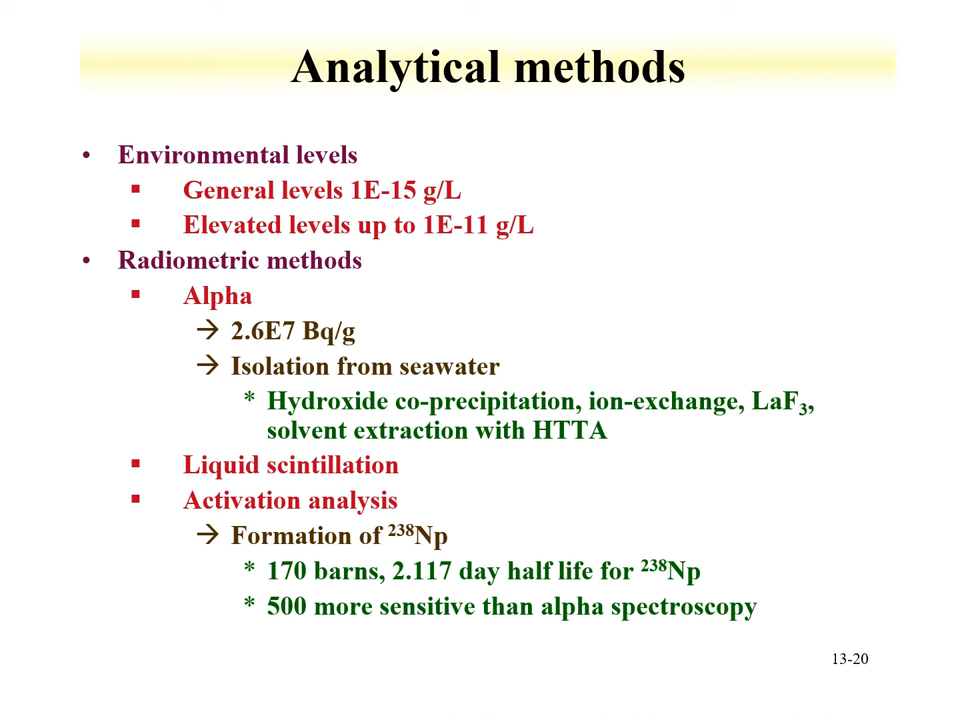 Analytical methods
• Environmental levels
▪ General levels 1E-15 g/L
▪ Elevated levels up to 1E-11 g/L
• Radiometric methods
▪ Alpha
→ 2.6E7 Bq/g
→ Isolation from seawater
* Hydroxide co-precipitation, ion-exchange, LaF₃,
solvent extraction with HTTA
▪ Liquid scintillation
▪ Activation analysis
→ Formation of ²³⁸Np
* 170 barns, 2.117 day half life for ²³⁸Np
* 500 more sensitive than alpha spectroscopy
13-20